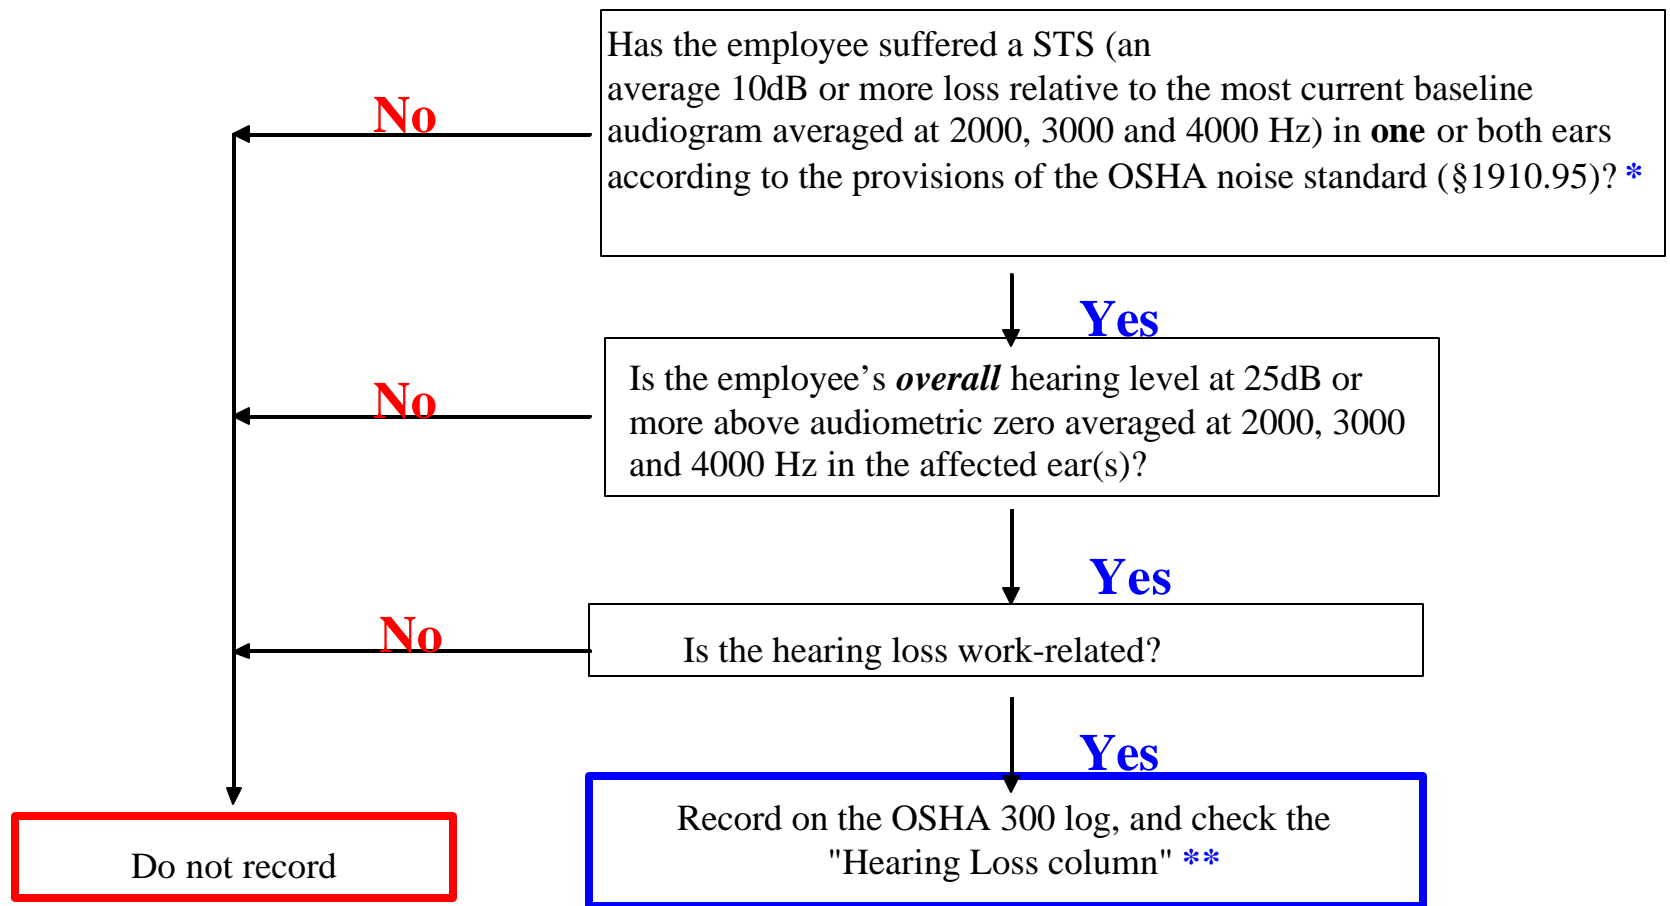 Has the employee suffered a STS (an
average 10dB or more loss relative to the most current baseline
audiogram averaged at 2000, 3000 and 4000 Hz) in one or both ears
according to the provisions of the OSHA noise standard (§1910.95)? *
No
Yes
Is the employee’s overall hearing level at 25dB or
more above audiometric zero averaged at 2000, 3000
and 4000 Hz in the affected ear(s)?
No
Yes
Is the hearing loss work-related?
No
Yes
Record on the OSHA 300 log, and check the
"Hearing Loss column" **
Do not record